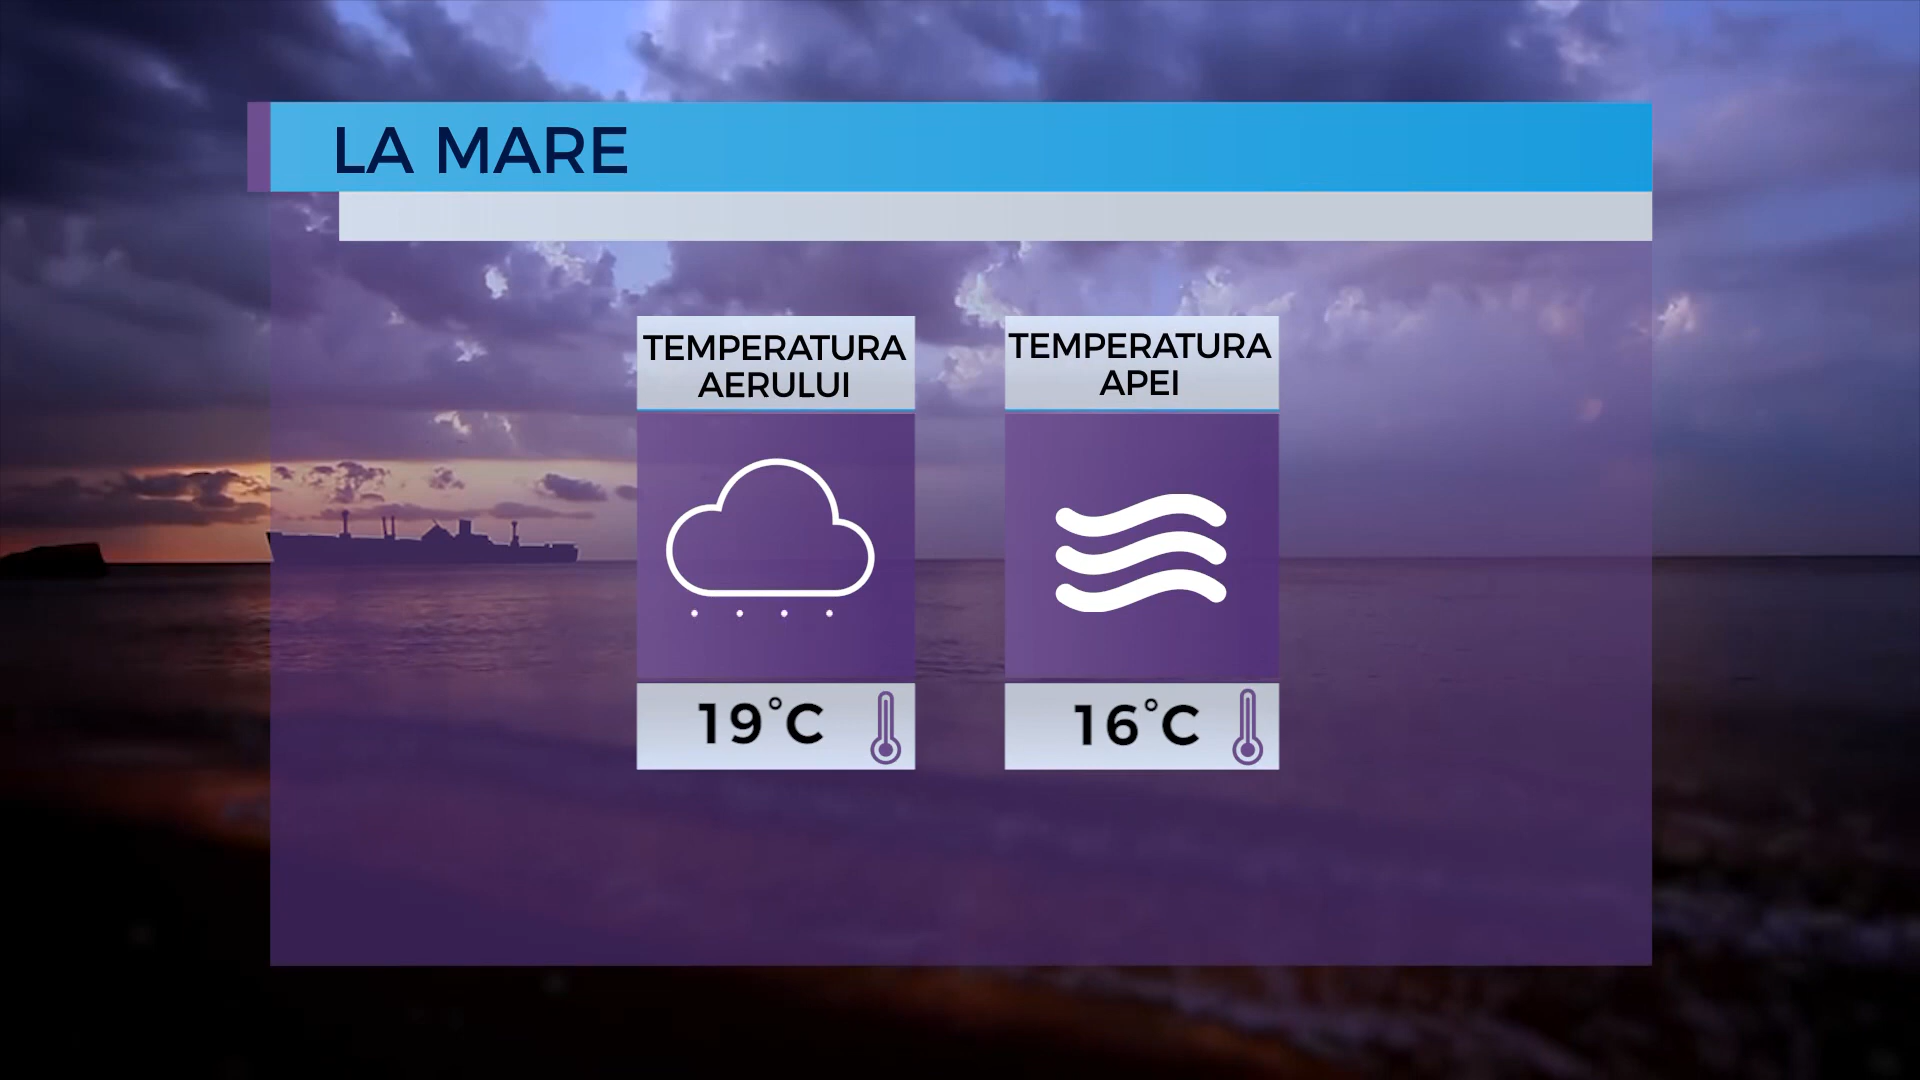 LA MARE
TEMPERATURA
AERULUI
TEMPERATURA
APEI
19°C
16°C